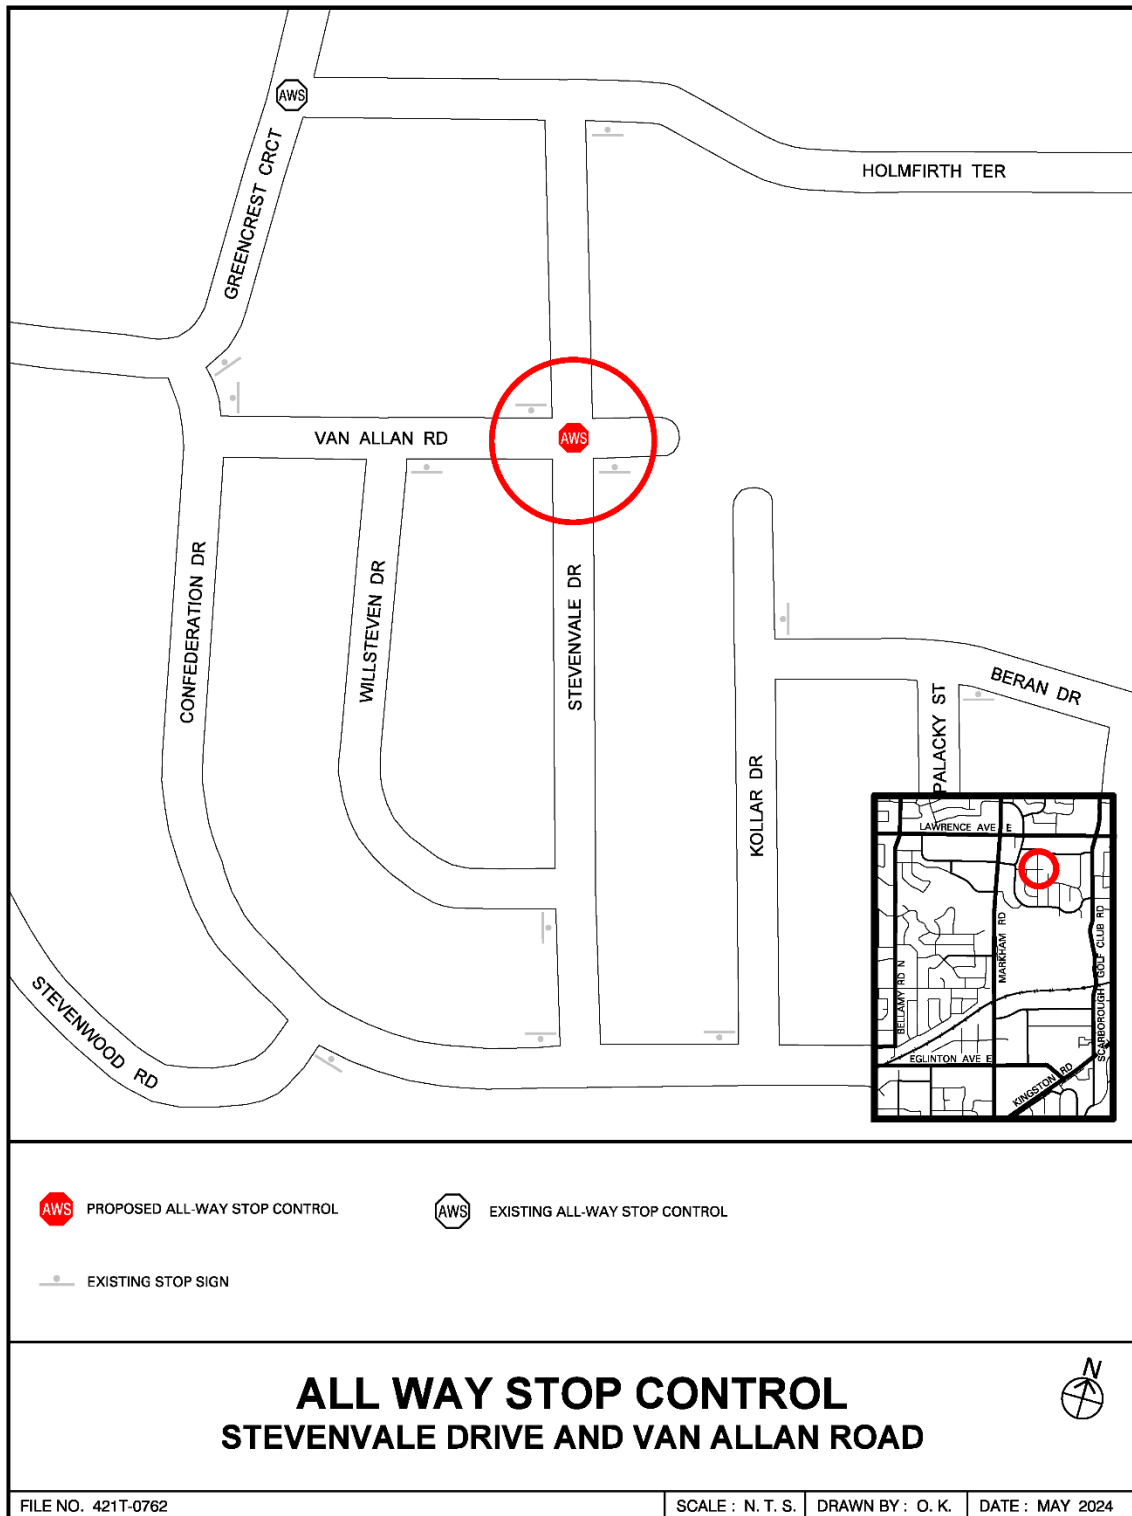 AWS
HOLMFIRTH TER
GREENCREST CRCT
VAN ALLAN RD
AWS
CONFEDERATION DR
WILLSTEVEN DR
STEVENVALE DR
BERAN DR
PALACKY ST
KOLLAR DR
STEVENWOOD RD
LAWRENCE AVE E
MARKHAM RD
BELLAMY RD N
SCARBOROUGH GOLF CLUB RD
EGLINTON AVE E
KINGSTON RD
AWS PROPOSED ALL-WAY STOP CONTROL
AWS EXISTING ALL-WAY STOP CONTROL
EXISTING STOP SIGN
ALL WAY STOP CONTROL
STEVENVALE DRIVE AND VAN ALLAN ROAD
N
FILE NO. 421T-0762
SCALE : N. T. S.
DRAWN BY : O. K.
DATE : MAY 2024